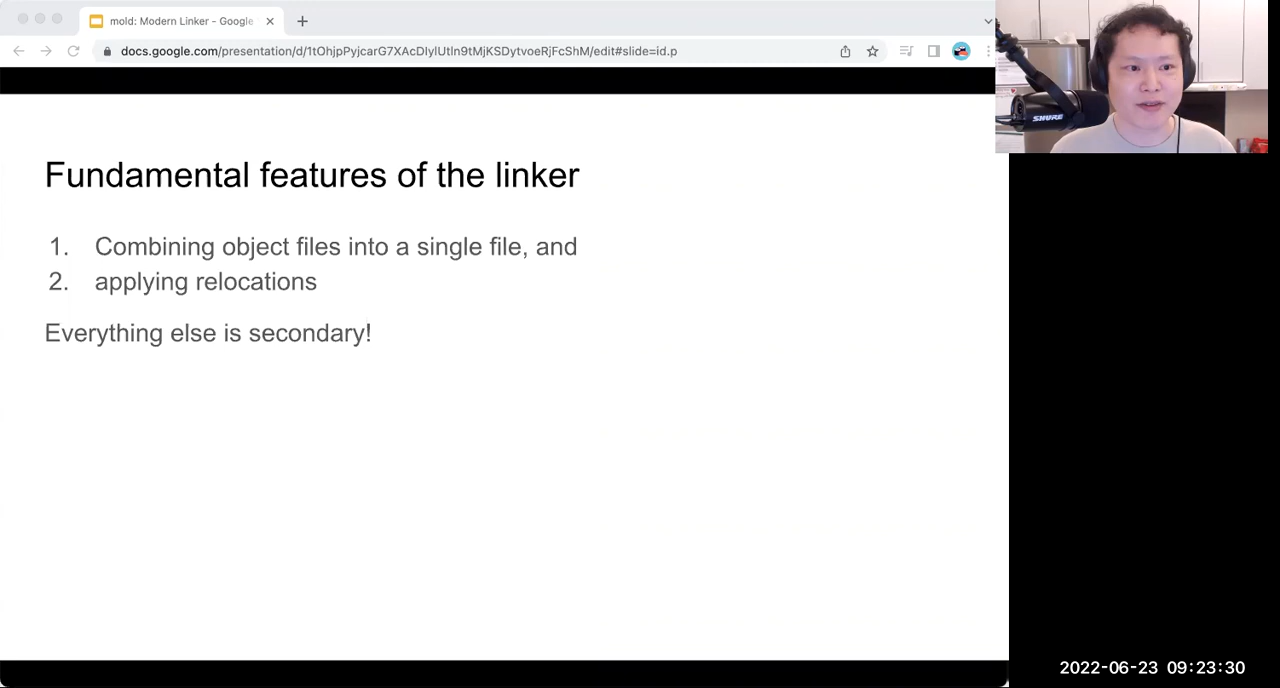 mold: Modern Linker - Google
docs.google.com/presentation/d/1tOhjpPyjcarG7XAcDIylUtln9tMjKSDytvoeRjFcShM/edit#slide=id.p
SHURE
Fundamental features of the linker
1. Combining object files into a single file, and
2. applying relocations
Everything else is secondary!
2022-06-23 09:23:30